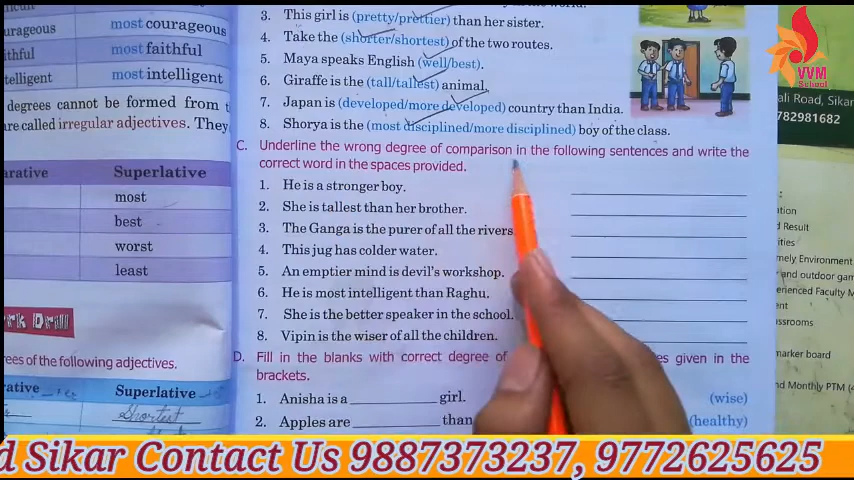 urageous
most courageous
ithful
most faithful
telligent
most intelligent
degrees cannot be formed from
are called irregular adjectives. They
arative
Superlative
most
best
worst
least
rk Drill
rees of the following adjectives.
arative
Superlative
Shortest
3. This girl is (pretty/prettier) than her sister.
4. Take the (shorter/shortest) of the two routes.
5. Maya speaks English (well/best).
6. Giraffe is the (tall/tallest) animal.
7. Japan is (developed/more developed) country than India.
8. Shorya is the (most disciplined/more disciplined) boy of the class.
C. Underline the wrong degree of comparison in the following sentences and write the
correct word in the spaces provided.
1. He is a stronger boy.
2. She is tallest than her brother.
3. The Ganga is the purer of all the rivers.
4. This jug has colder water.
5. An emptier mind is devil's workshop.
6. He is most intelligent than Raghu.
7. She is the better speaker in the school.
8. Vipin is the wiser of all the children.
D. Fill in the blanks with correct degree of
es given in the
brackets.
1. Anisha is a __________ girl. (wise)
2. Apples are __________ than (healthy)
VVM
School
ali Road, Sikar
782981682
ation
d Result
ities
mely Environment
and outdoor gam
erienced Faculty M
ent
ssrooms
marker board
nd Monthly PTM
d Sikar Contact Us 9887373237, 9772625625